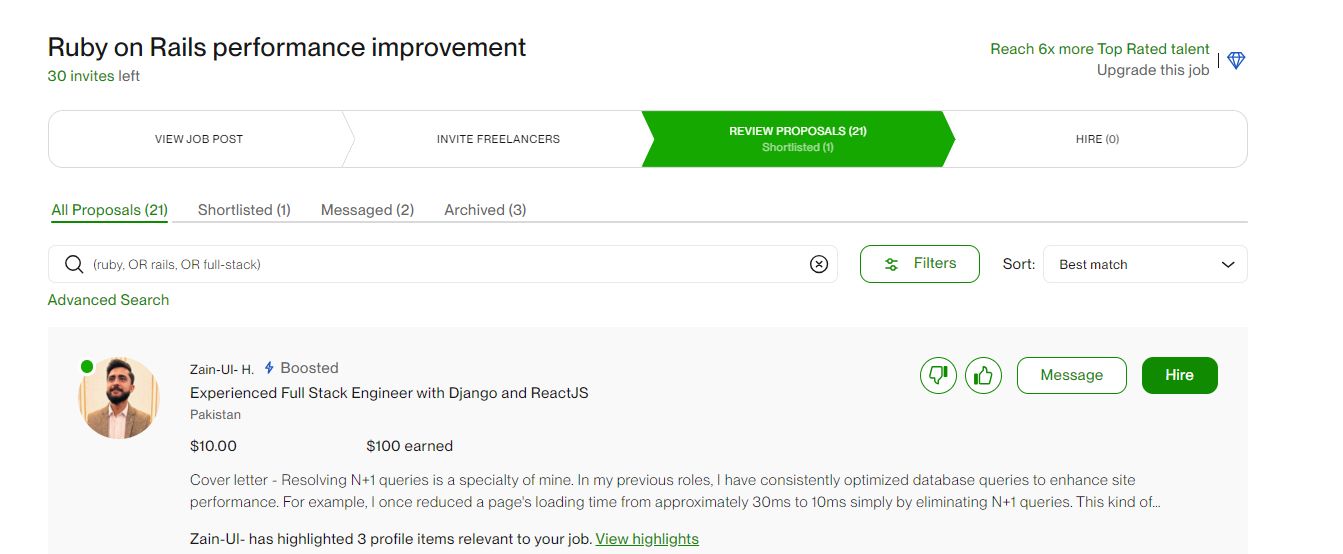 Ruby on Rails performance improvement
30 invites left
Reach 6x more Top Rated talent
Upgrade this job
VIEW JOB POST
INVITE FREELANCERS
REVIEW PROPOSALS (21)
Shortlisted (1)
HIRE (0)
All Proposals (21)
Shortlisted (1)
Messaged (2)
Archived (3)
(ruby, OR rails, OR full-stack)
Filters
Sort:
Best match
Advanced Search
Zain-Ul- H.
Boosted
Experienced Full Stack Engineer with Django and ReactJS
Pakistan
Message
Hire
$10.00
$100 earned
Cover letter - Resolving N+1 queries is a specialty of mine. In my previous roles, I have consistently optimized database queries to enhance site
performance. For example, I once reduced a page's loading time from approximately 30ms to 10ms simply by eliminating N+1 queries. This kind of...
Zain-Ul- has highlighted 3 profile items relevant to your job. View highlights